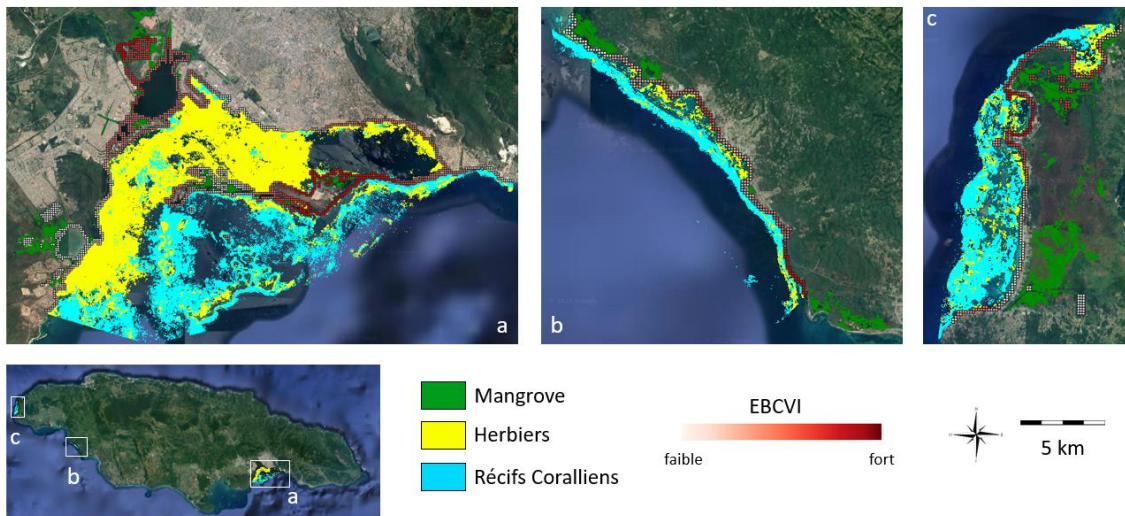 c
a
b
c
b
a
Mangrove
Herbiers
Récifs Coralliens
EBCVI
faible
fort
5 km